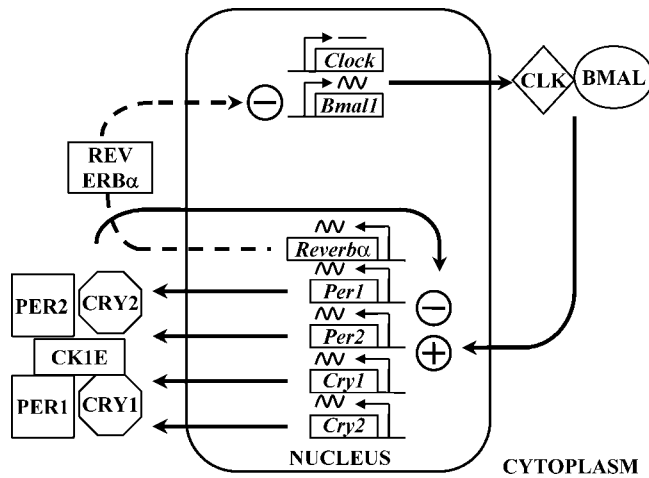 Clock
Bmal1
CLK
BMAL
−
REV
ERBα
Reverbα
Per1
−
Per2
+
Cry1
Cry2
PER2
CRY2
CK1E
PER1
CRY1
NUCLEUS
CYTOPLASM